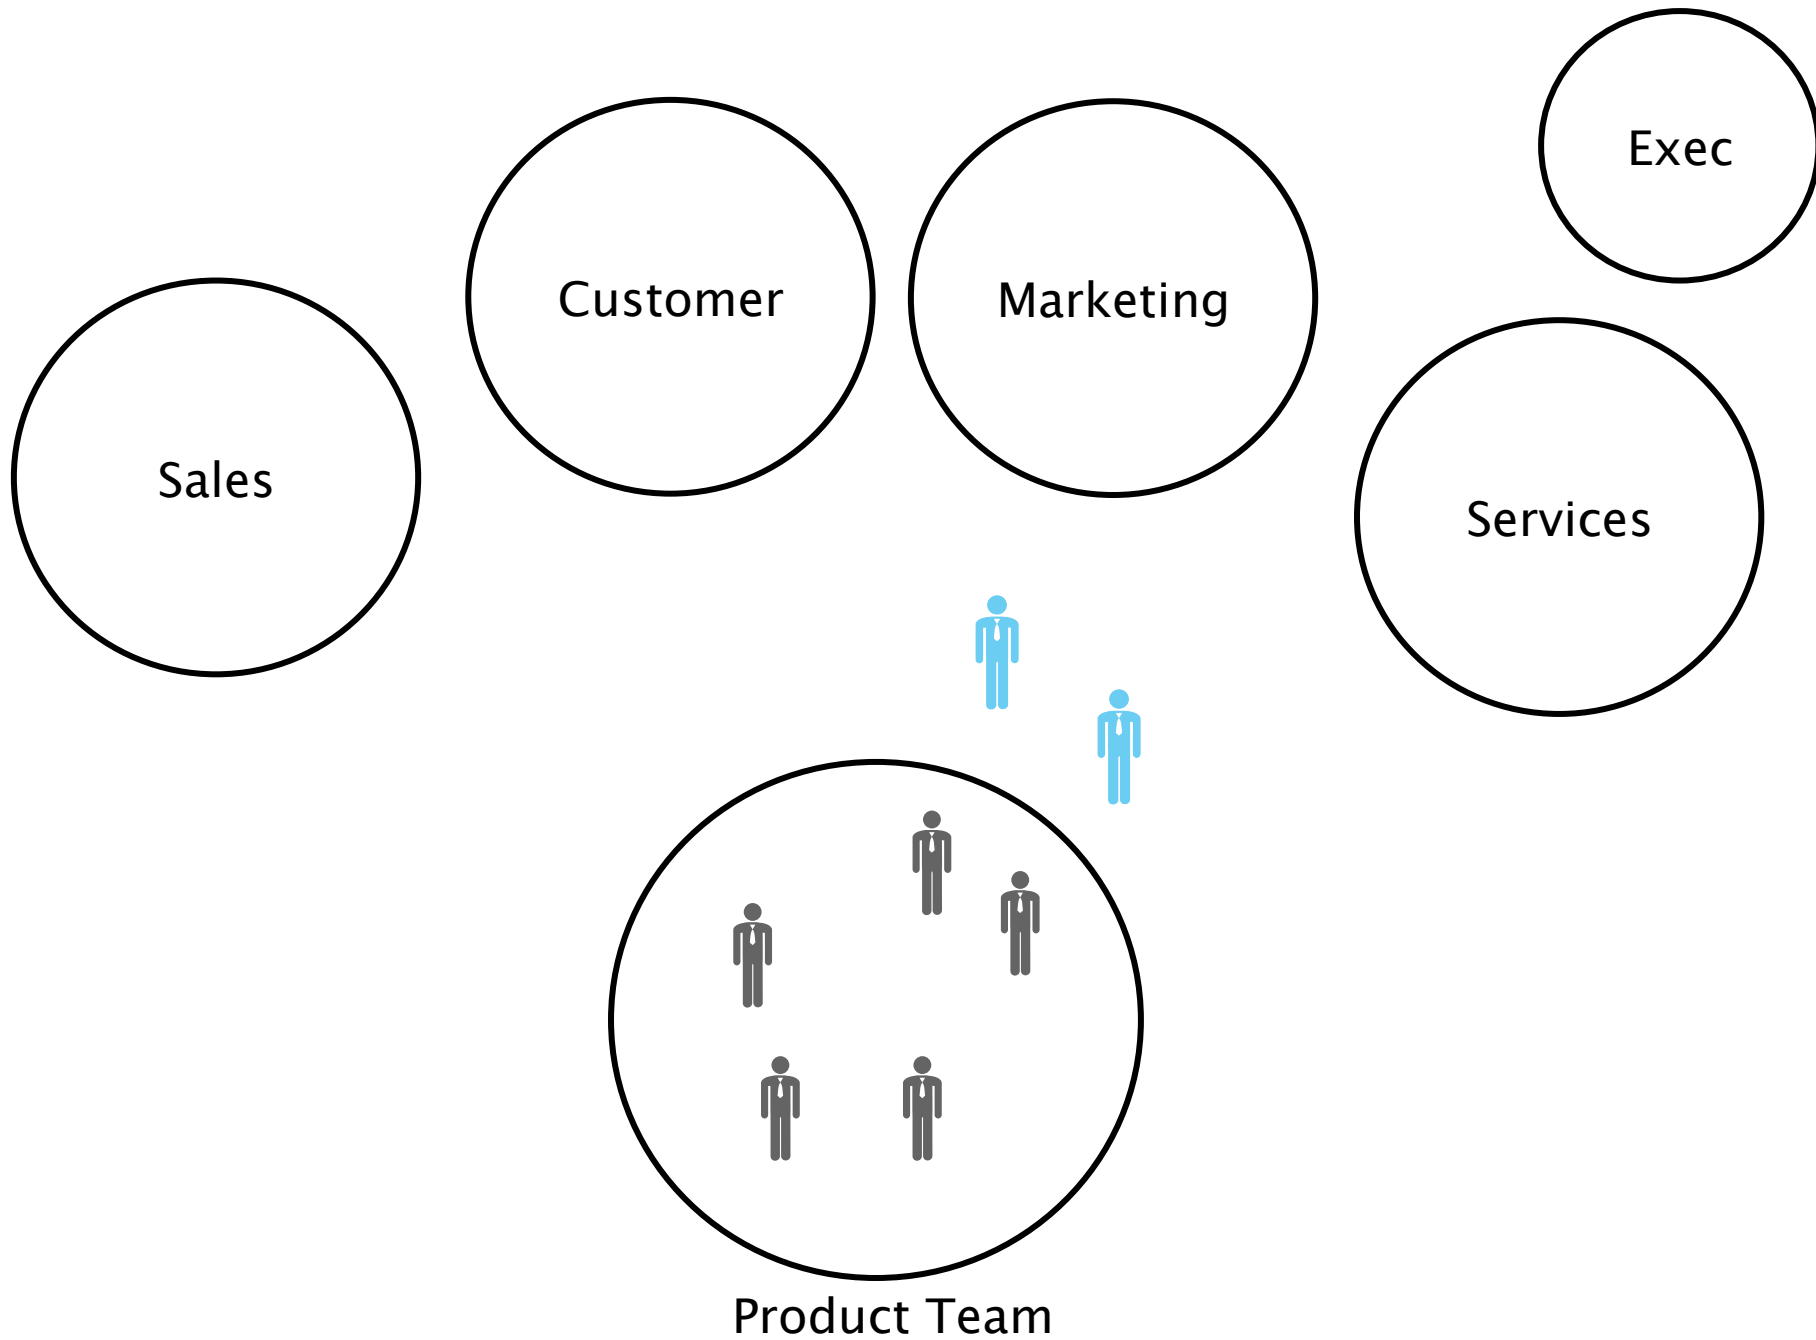 Exec
Customer
Marketing
Sales
Services
Product Team